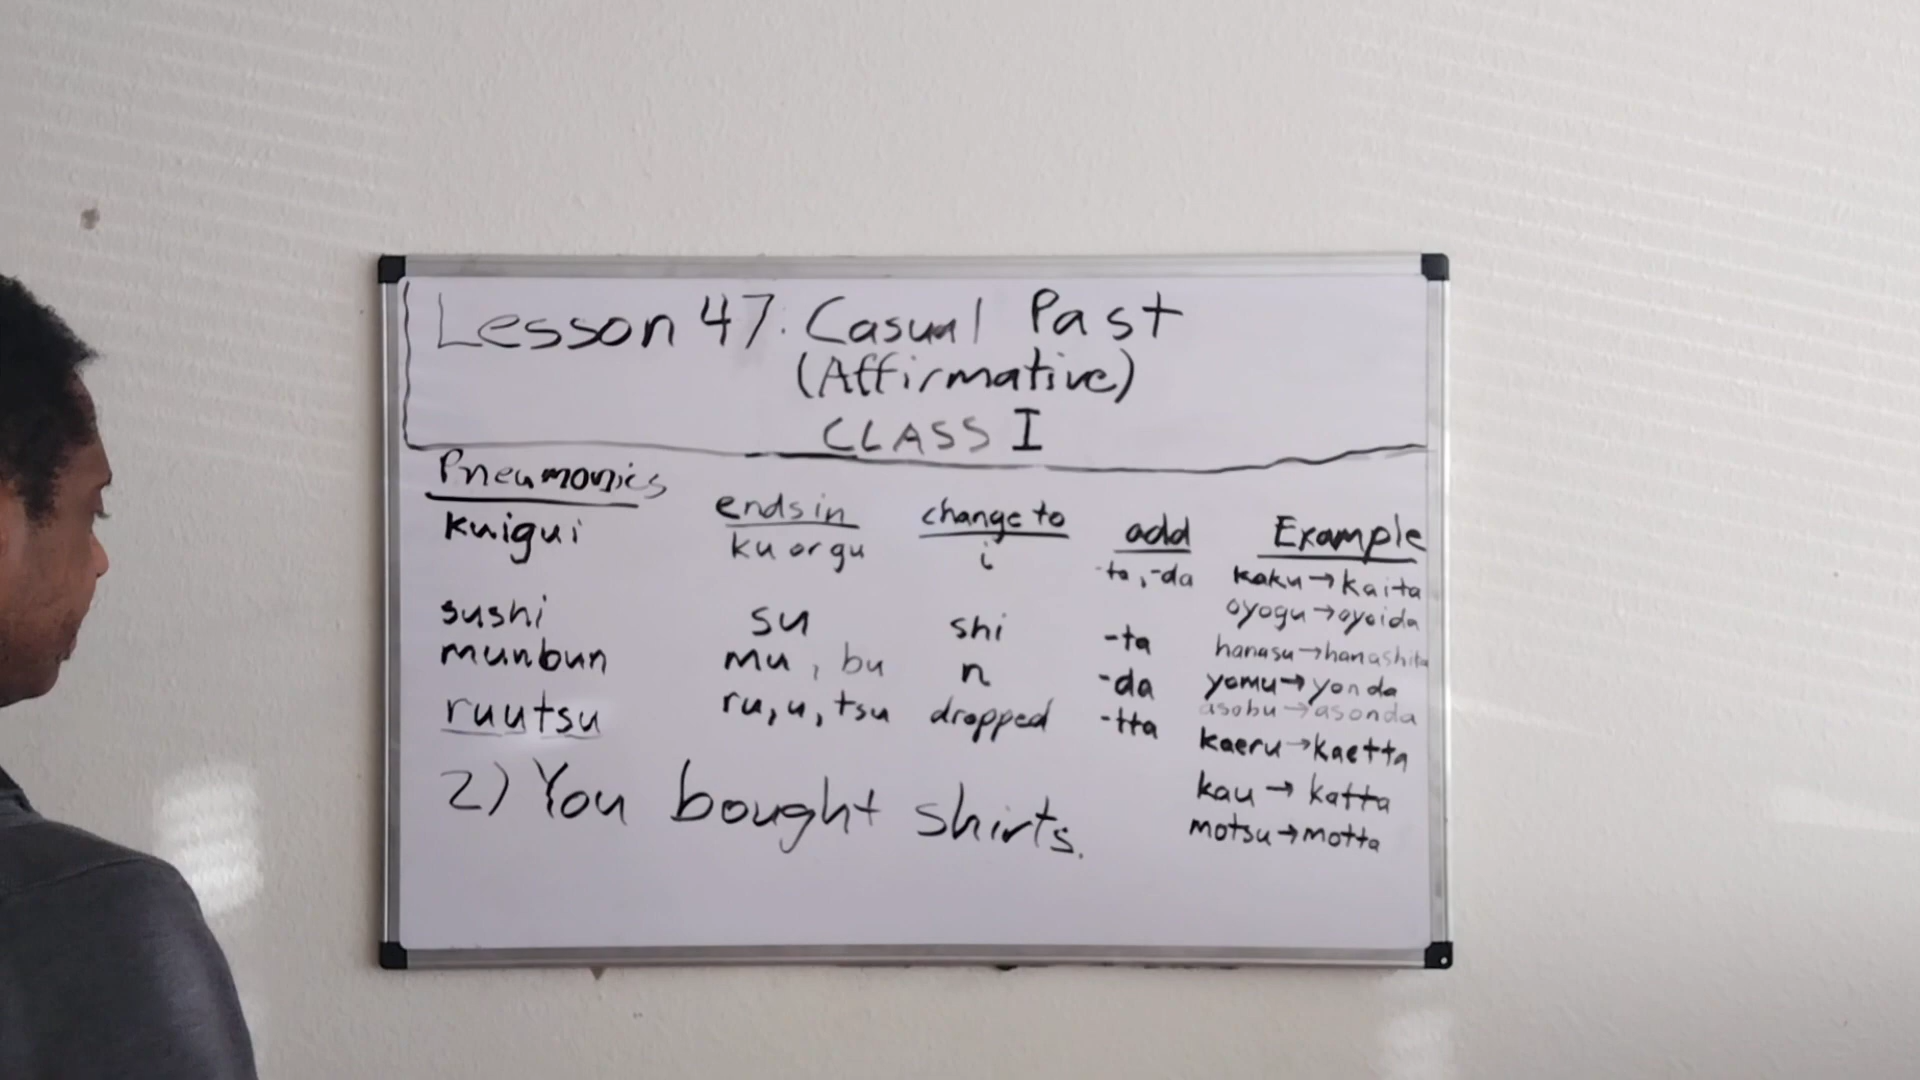 Lesson 47: Casual Past
(Affirmative)
CLASS I
Pneumonics ends in change to add Example
kuigui ku or gu i -ta, -da kaku→kaita
oyogu→oyoida
sushi su shi -ta hanasu→hanashita
munbun mu, bu n -da yomu→yonda
asobu→asonda
ruutsu ru, u, tsu dropped -tta kaeru→kaetta
kau→katta
motsu→motta
2) You bought shirts.